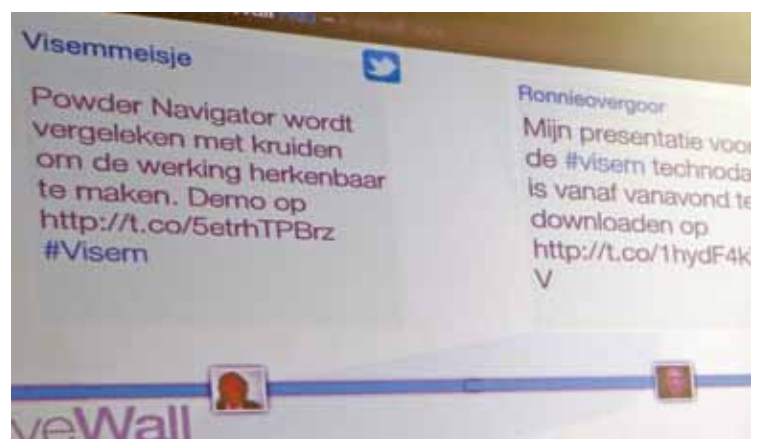 Visemmeisje
Powder Navigator wordt
vergeleken met kruiden
om de werking herkenbaar
te maken. Demo op
http://t.co/5etrhTPBrz
#Visem
Ronnieovergoor
Mijn presentatie voor
de #visem technoda
is vanaf vanavond te
downloaden op
http://t.co/1hydF4k
V
veWall